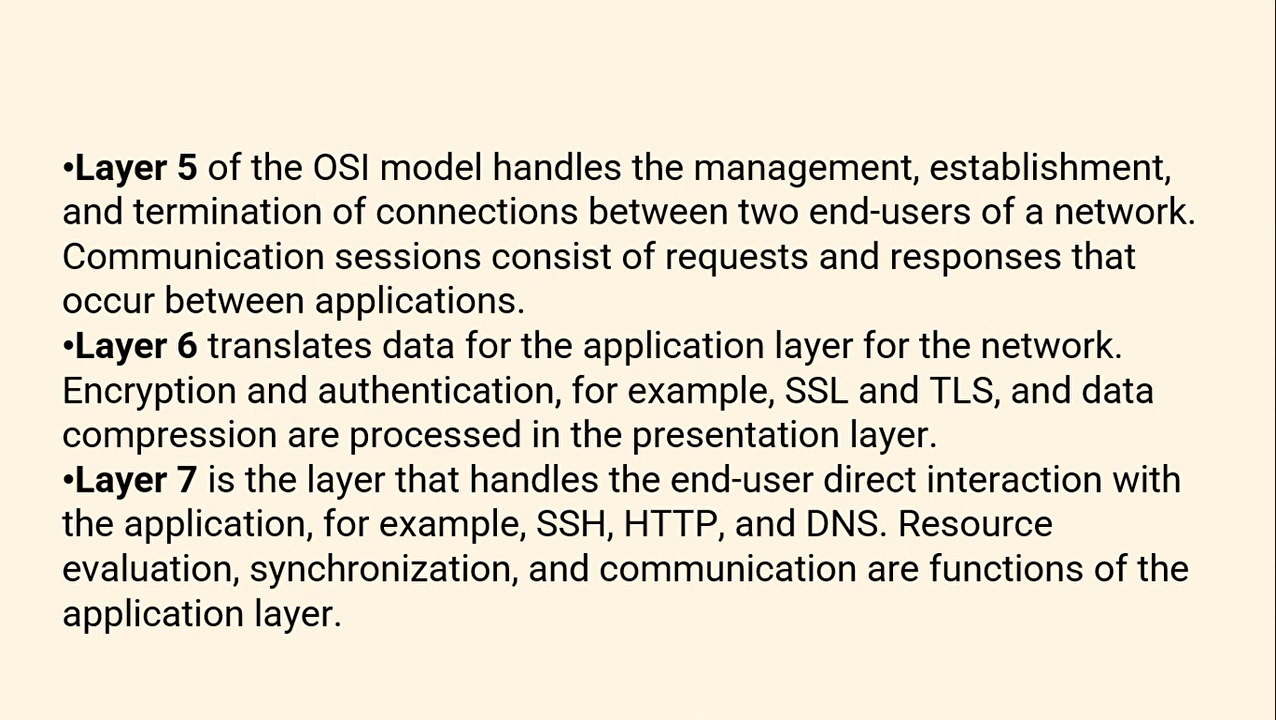 •Layer 5 of the OSI model handles the management, establishment,
and termination of connections between two end-users of a network.
Communication sessions consist of requests and responses that
occur between applications.
•Layer 6 translates data for the application layer for the network.
Encryption and authentication, for example, SSL and TLS, and data
compression are processed in the presentation layer.
•Layer 7 is the layer that handles the end-user direct interaction with
the application, for example, SSH, HTTP, and DNS. Resource
evaluation, synchronization, and communication are functions of the
application layer.